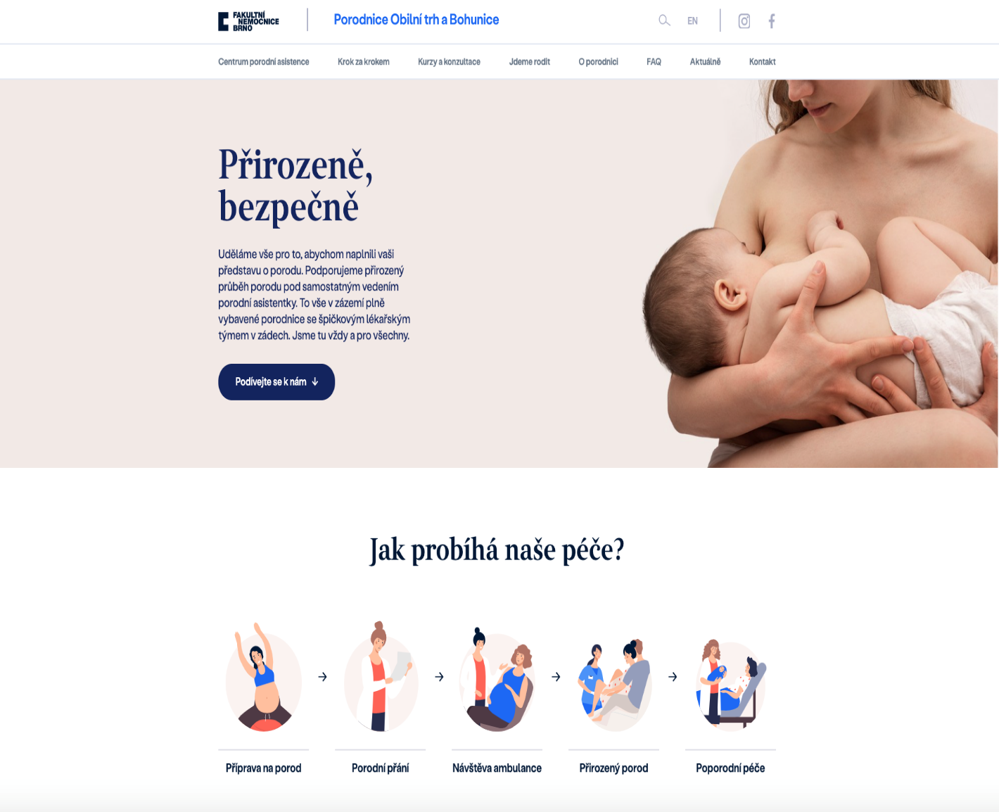 FAKULTNÍ
NEMOCNICE
BRNO
Porodnice Obilní trh a Bohunice
EN
Centrum porodní asistence
Krok za krokem
Kurzy a konzultace
Jdeme rodit
O porodnici
FAQ
Aktuálně
Kontakt
Přirozeně,
bezpečně
Uděláme vše pro to, abychom naplnili vaši
představu o porodu. Podporujeme přirozený
průběh porodu pod samostatným vedením
porodní asistentky. To vše v zázemí plně
vybavené porodnice se špičkovým lékařským
týmem v zádech. Jsme tu vždy a pro všechny.
Podívejte se k nám ↓
Jak probíhá naše péče?
Příprava na porod
Porodní přání
Návštěva ambulance
Přirozený porod
Poporodní péče